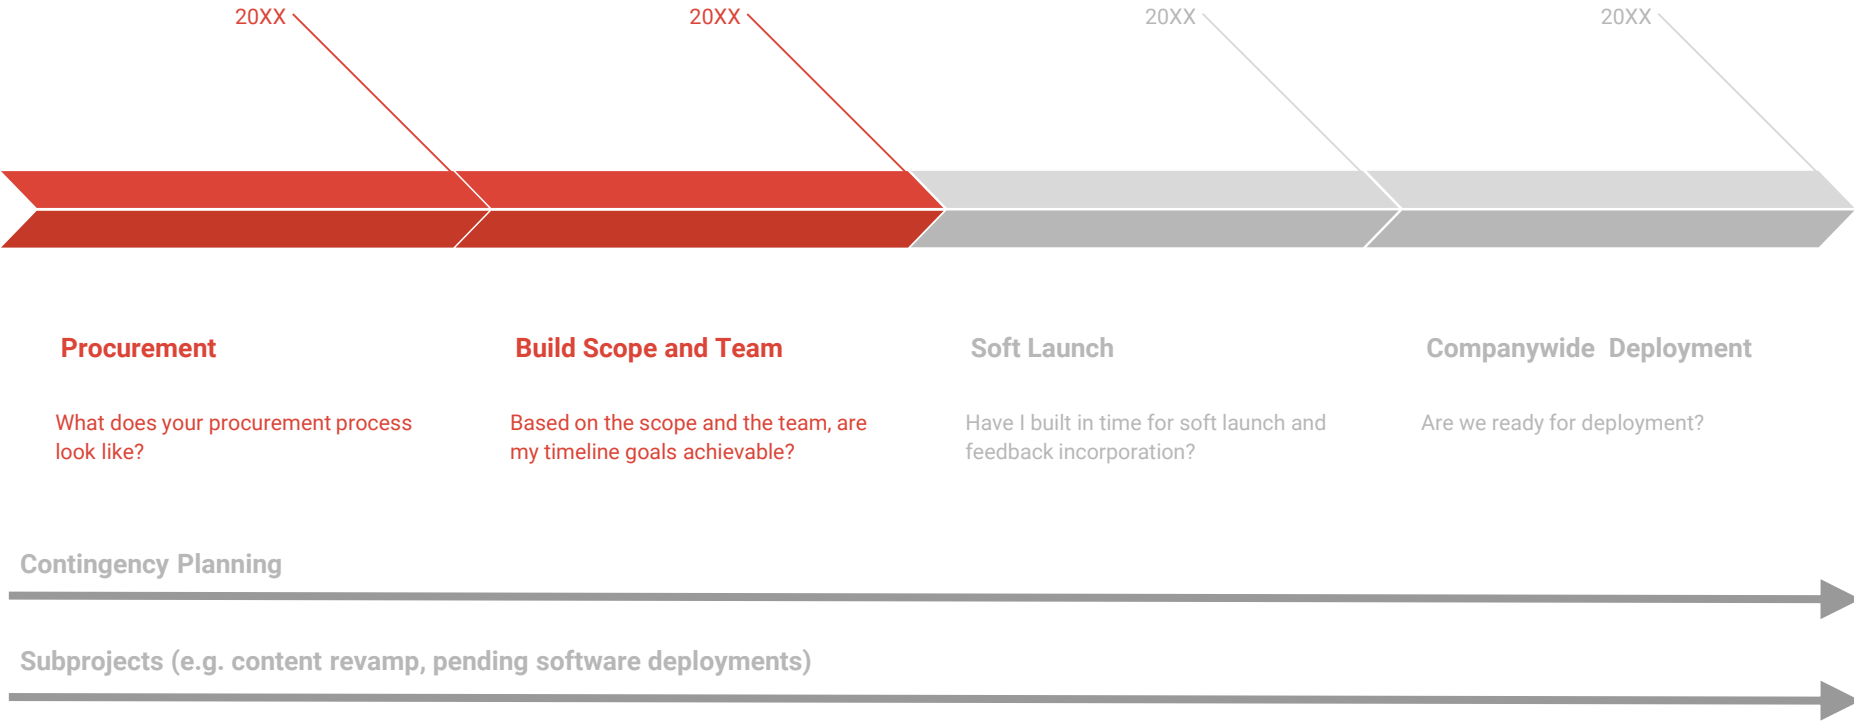 20XX
20XX
20XX
20XX
Procurement
What does your procurement process
look like?
Build Scope and Team
Based on the scope and the team, are
my timeline goals achievable?
Soft Launch
Have I built in time for soft launch and
feedback incorporation?
Companywide Deployment
Are we ready for deployment?
Contingency Planning
Subprojects (e.g. content revamp, pending software deployments)